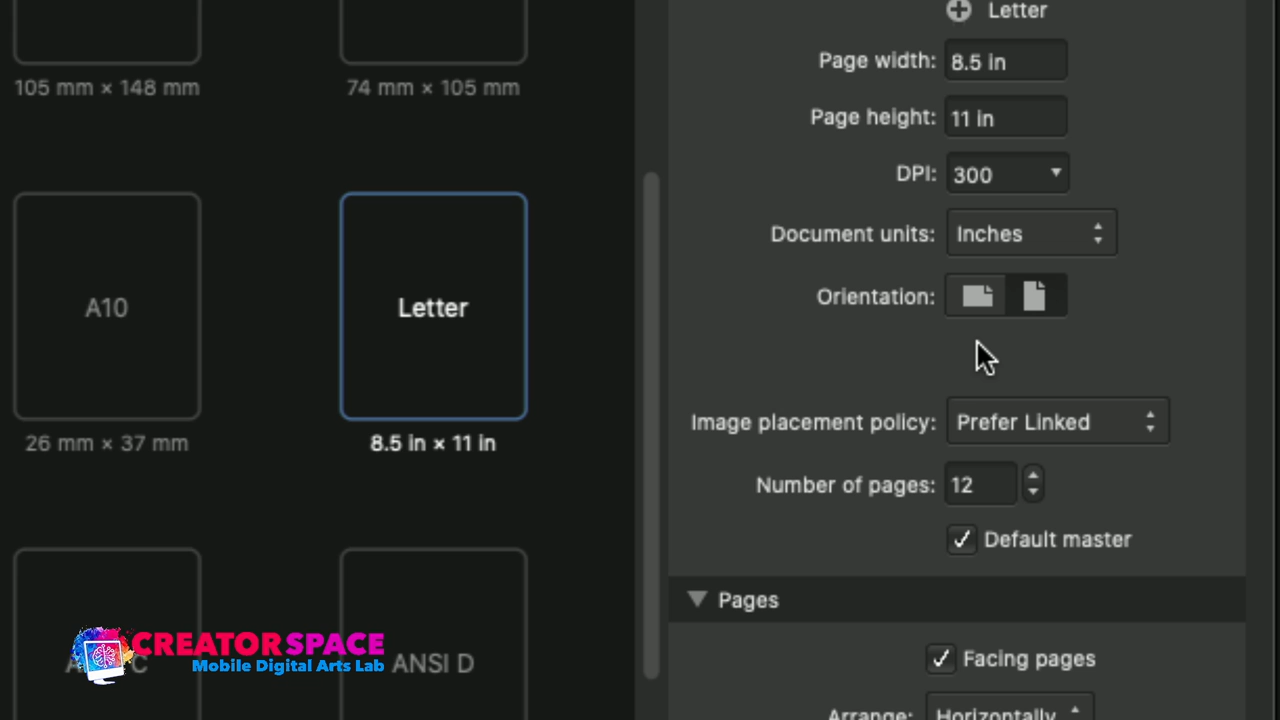 105 mm × 148 mm
74 mm × 105 mm
A10
Letter
26 mm × 37 mm
8.5 in × 11 in
ANSI D
CREATORSPACE
Mobile Digital Arts Lab
Letter
Page width: 8.5 in
Page height: 11 in
DPI: 300
Document units: Inches
Orientation:
Image placement policy: Prefer Linked
Number of pages: 12
Default master
Pages
Facing pages
Arrange: Horizontally